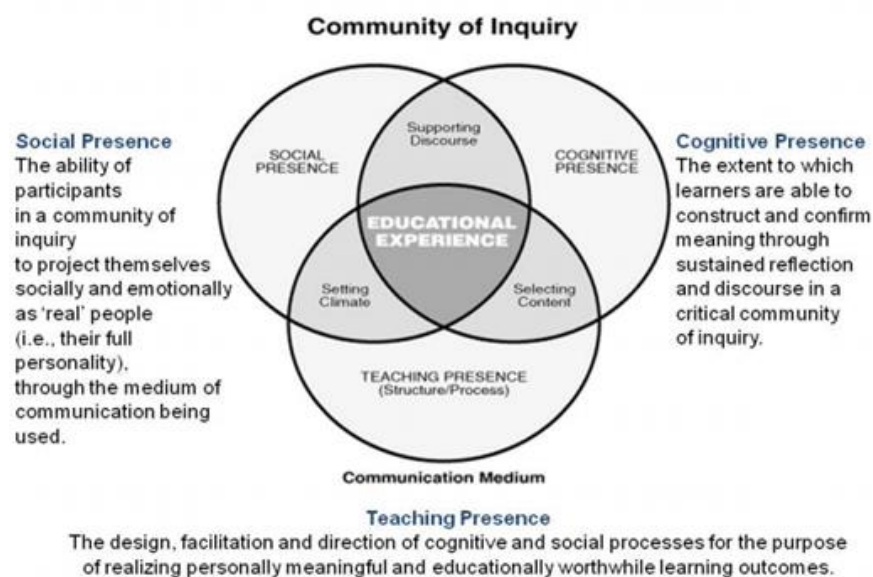 Community of Inquiry
Social Presence
The ability of
participants
in a community of
inquiry
to project themselves
socially and emotionally
as ‘real’ people
(i.e., their full
personality),
through the medium of
communication being
used.
SOCIAL
PRESENCE
Supporting
Discourse
COGNITIVE
PRESENCE
EDUCATIONAL
EXPERIENCE
Setting
Climate
Selecting
Content
TEACHING PRESENCE
(Structure/Process)
Communication Medium
Cognitive Presence
The extent to which
learners are able to
construct and confirm
meaning through
sustained reflection
and discourse in a
critical community
of inquiry.
Teaching Presence
The design, facilitation and direction of cognitive and social processes for the purpose
of realizing personally meaningful and educationally worthwhile learning outcomes.